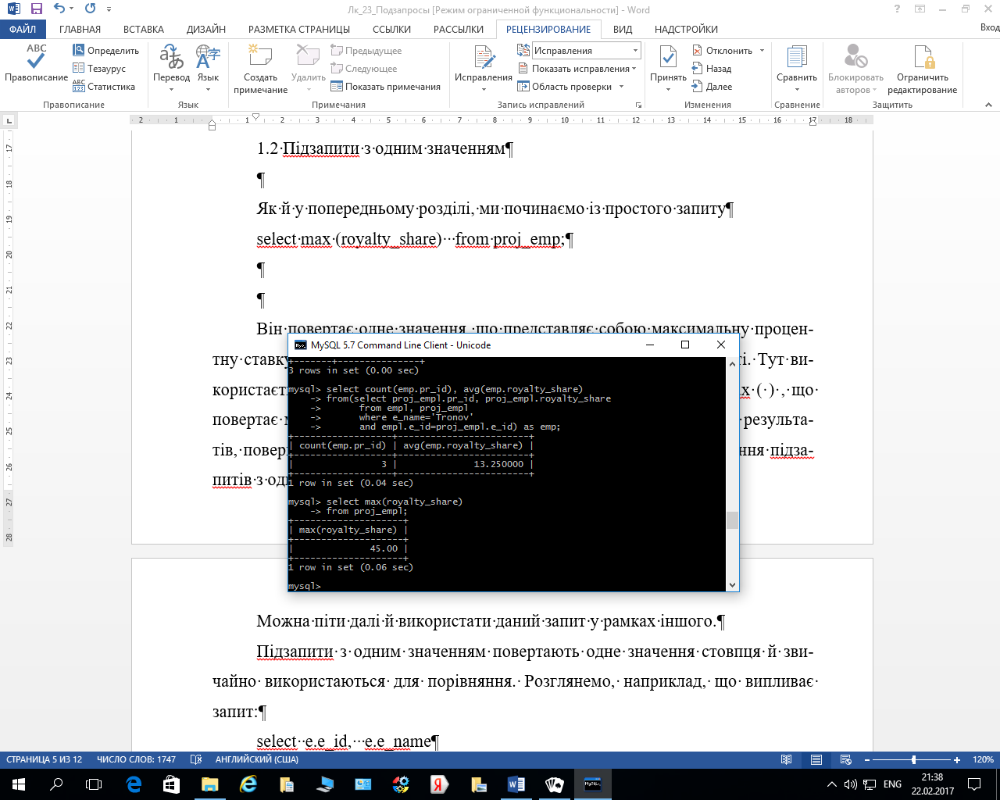 Лк_23_Подзапросы [Режим ограниченной функциональности] - Word
ФАЙЛ ГЛАВНАЯ ВСТАВКА ДИЗАЙН РАЗМЕТКА СТРАНИЦЫ ССЫЛКИ РАССЫЛКИ РЕЦЕНЗИРОВАНИЕ ВИД НАДСТРОЙКИ Вход
Правописание
Определить
Тезаурус
Статистика
Правописание
Перевод
Язык
Язык
Создать примечание
Удалить
Предыдущее
Следующее
Показать примечания
Примечания
Исправления
Исправления
Показать исправления
Область проверки
Запись исправлений
Принять
Отклонить
Назад
Далее
Изменения
Сравнить
Сравнение
Блокировать авторов
Ограничить редактирование
Защитить
2 1 1 2 3 4 5 6 7 8 9 10 11 12 13 14 15 16 17 18
17
18
19
20
21
22
23
24
25
26
27
28
1.2·Підзапити·з·одним·значенням¶
¶
Як·й·у·попередньому·розділі,·ми·починаємо·із·простого·запиту¶
select·max·(royalty_share)···from·proj_emp;¶
¶
¶
Він·повертає·одне·значення,·що·представляє·собою·максимальну·процен-
тну·ставку і.·Тут·ви-
користаєт х·(·)·,·що·
повертає·м результа-
тів,·повер ння·підза-
питів·з·од
MySQL 5.7 Command Line Client - Unicode
+-------+---------------+
3 rows in set (0.00 sec)
mysql> select count(emp.pr_id), avg(emp.royalty_share)
-> from(select proj_empl.pr_id, proj_empl.royalty_share
-> from empl, proj_empl
-> where e_name='Tronov'
-> and empl.e_id=proj_empl.e_id) as emp;
+------------------+------------------------+
| count(emp.pr_id) | avg(emp.royalty_share) |
+------------------+------------------------+
| 3 | 13.250000 |
+------------------+------------------------+
1 row in set (0.04 sec)
mysql> select max(royalty_share)
-> from proj_empl;
+--------------------+
| max(royalty_share) |
+--------------------+
| 45.00 |
+--------------------+
1 row in set (0.06 sec)
mysql>
Можна·піти·далі·й·використати·даний·запит·у·рамках·іншого.¶
Підзапити·з·одним·значенням·повертають·одне·значення·стовпця·й·зви-
чайно·використаються·для·порівняння.·Розглянемо,·наприклад,·що·випливає·
запит:¶
select··e.e_id,···e.e_name¶
СТРАНИЦА 5 ИЗ 12 ЧИСЛО СЛОВ: 1747 АНГЛИЙСКИЙ (США) 120%
ENG
21:38
22.02.2017